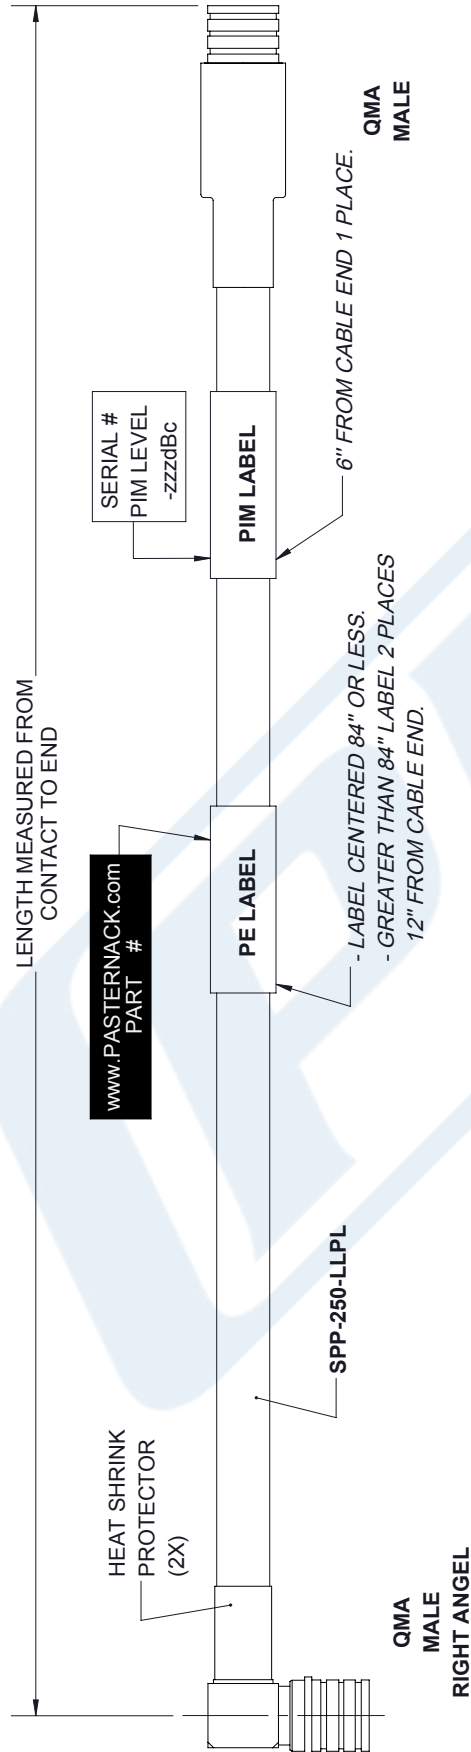 LENGTH MEASURED FROM
CONTACT TO END
HEAT SHRINK
PROTECTOR
(2X)
www.PASTERNACK.com
PART #
SERIAL #
PIM LEVEL
-zzzdBc
PE LABEL
PIM LABEL
SPP-250-LLPL
- LABEL CENTERED 84" OR LESS.
- GREATER THAN 84" LABEL 2 PLACES
12" FROM CABLE END.
6" FROM CABLE END 1 PLACE.
QMA
MALE
RIGHT ANGEL
QMA
MALE